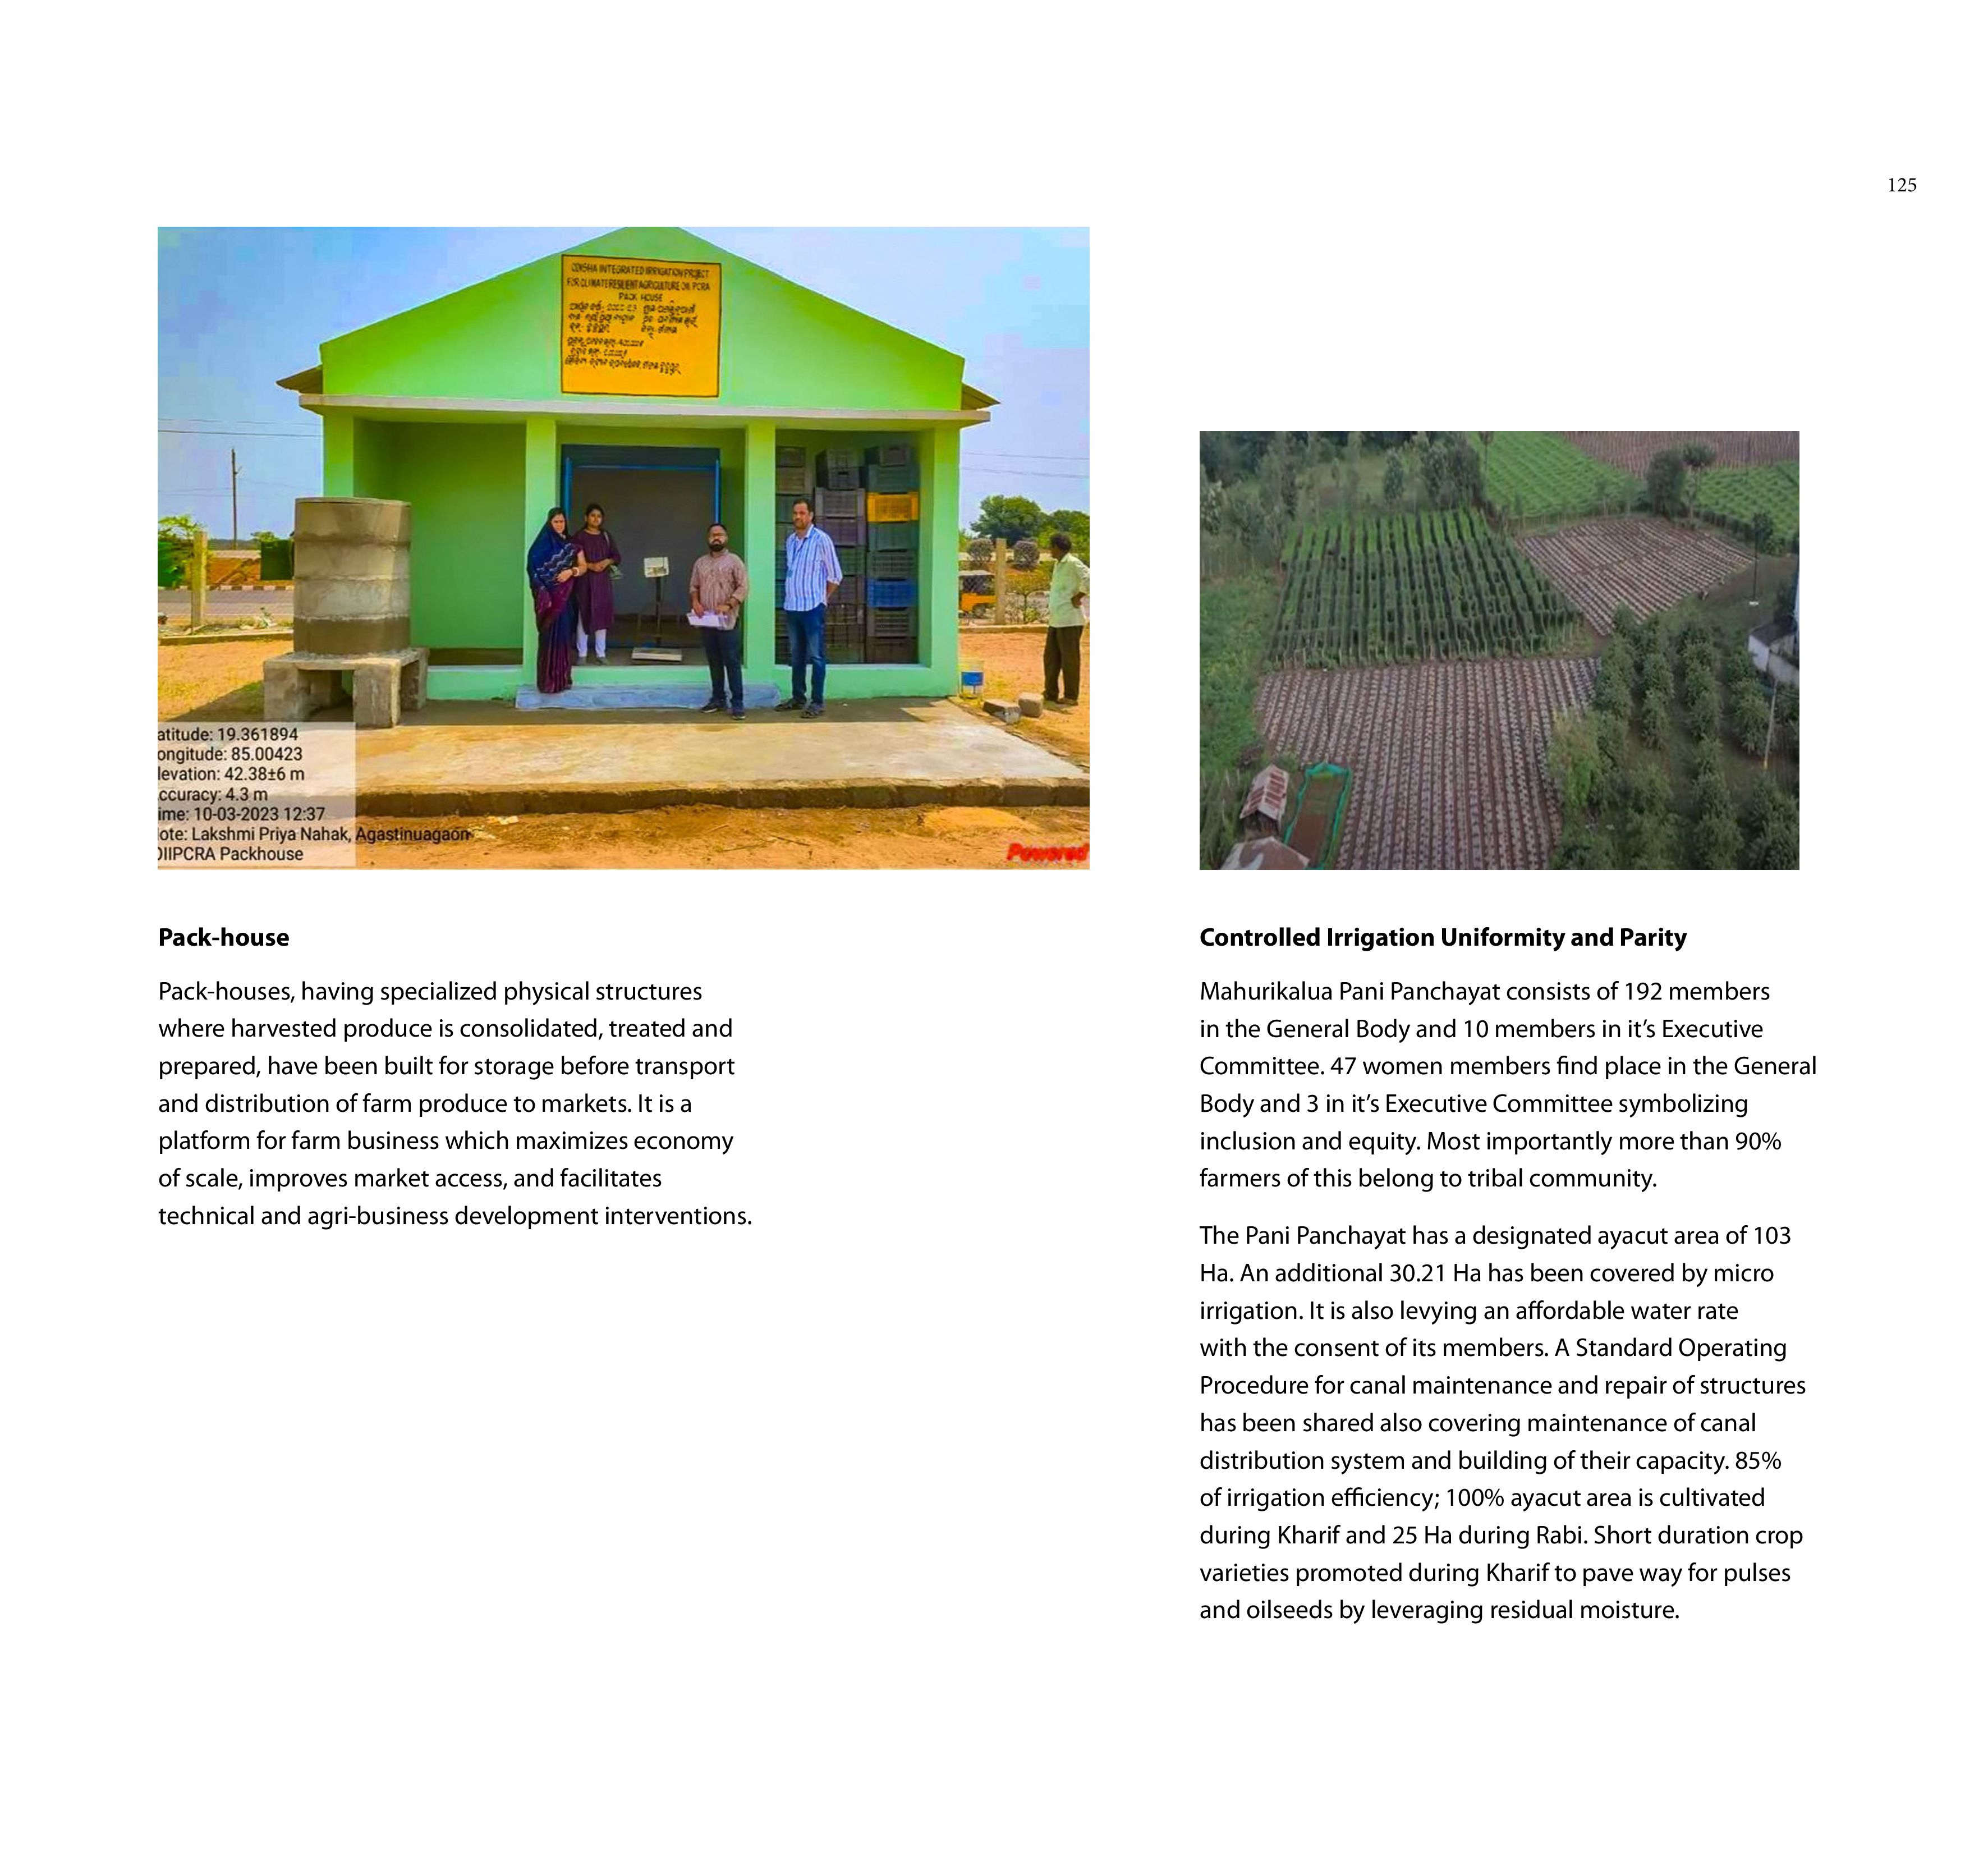 125
ODISHA INTEGRATED IRRIGATION PROJECT
FOR CLIMATE RESILIENT AGRICULTURE OIIPCRA
PACK HOUSE
atitude: 19.361894
ongitude: 85.00423
levation: 42.38±6 m
ccuracy: 4.3 m
ime: 10-03-2023 12:37
lote: Lakshmi Priya Nahak, Agastinuagaon
OIIPCRA Packhouse
Powered
Pack-house
Pack-houses, having specialized physical structures
where harvested produce is consolidated, treated and
prepared, have been built for storage before transport
and distribution of farm produce to markets. It is a
platform for farm business which maximizes economy
of scale, improves market access, and facilitates
technical and agri-business development interventions.
Controlled Irrigation Uniformity and Parity
Mahurikalua Pani Panchayat consists of 192 members
in the General Body and 10 members in it’s Executive
Committee. 47 women members find place in the General
Body and 3 in it’s Executive Committee symbolizing
inclusion and equity. Most importantly more than 90%
farmers of this belong to tribal community.
The Pani Panchayat has a designated ayacut area of 103
Ha. An additional 30.21 Ha has been covered by micro
irrigation. It is also levying an affordable water rate
with the consent of its members. A Standard Operating
Procedure for canal maintenance and repair of structures
has been shared also covering maintenance of canal
distribution system and building of their capacity. 85%
of irrigation efficiency; 100% ayacut area is cultivated
during Kharif and 25 Ha during Rabi. Short duration crop
varieties promoted during Kharif to pave way for pulses
and oilseeds by leveraging residual moisture.